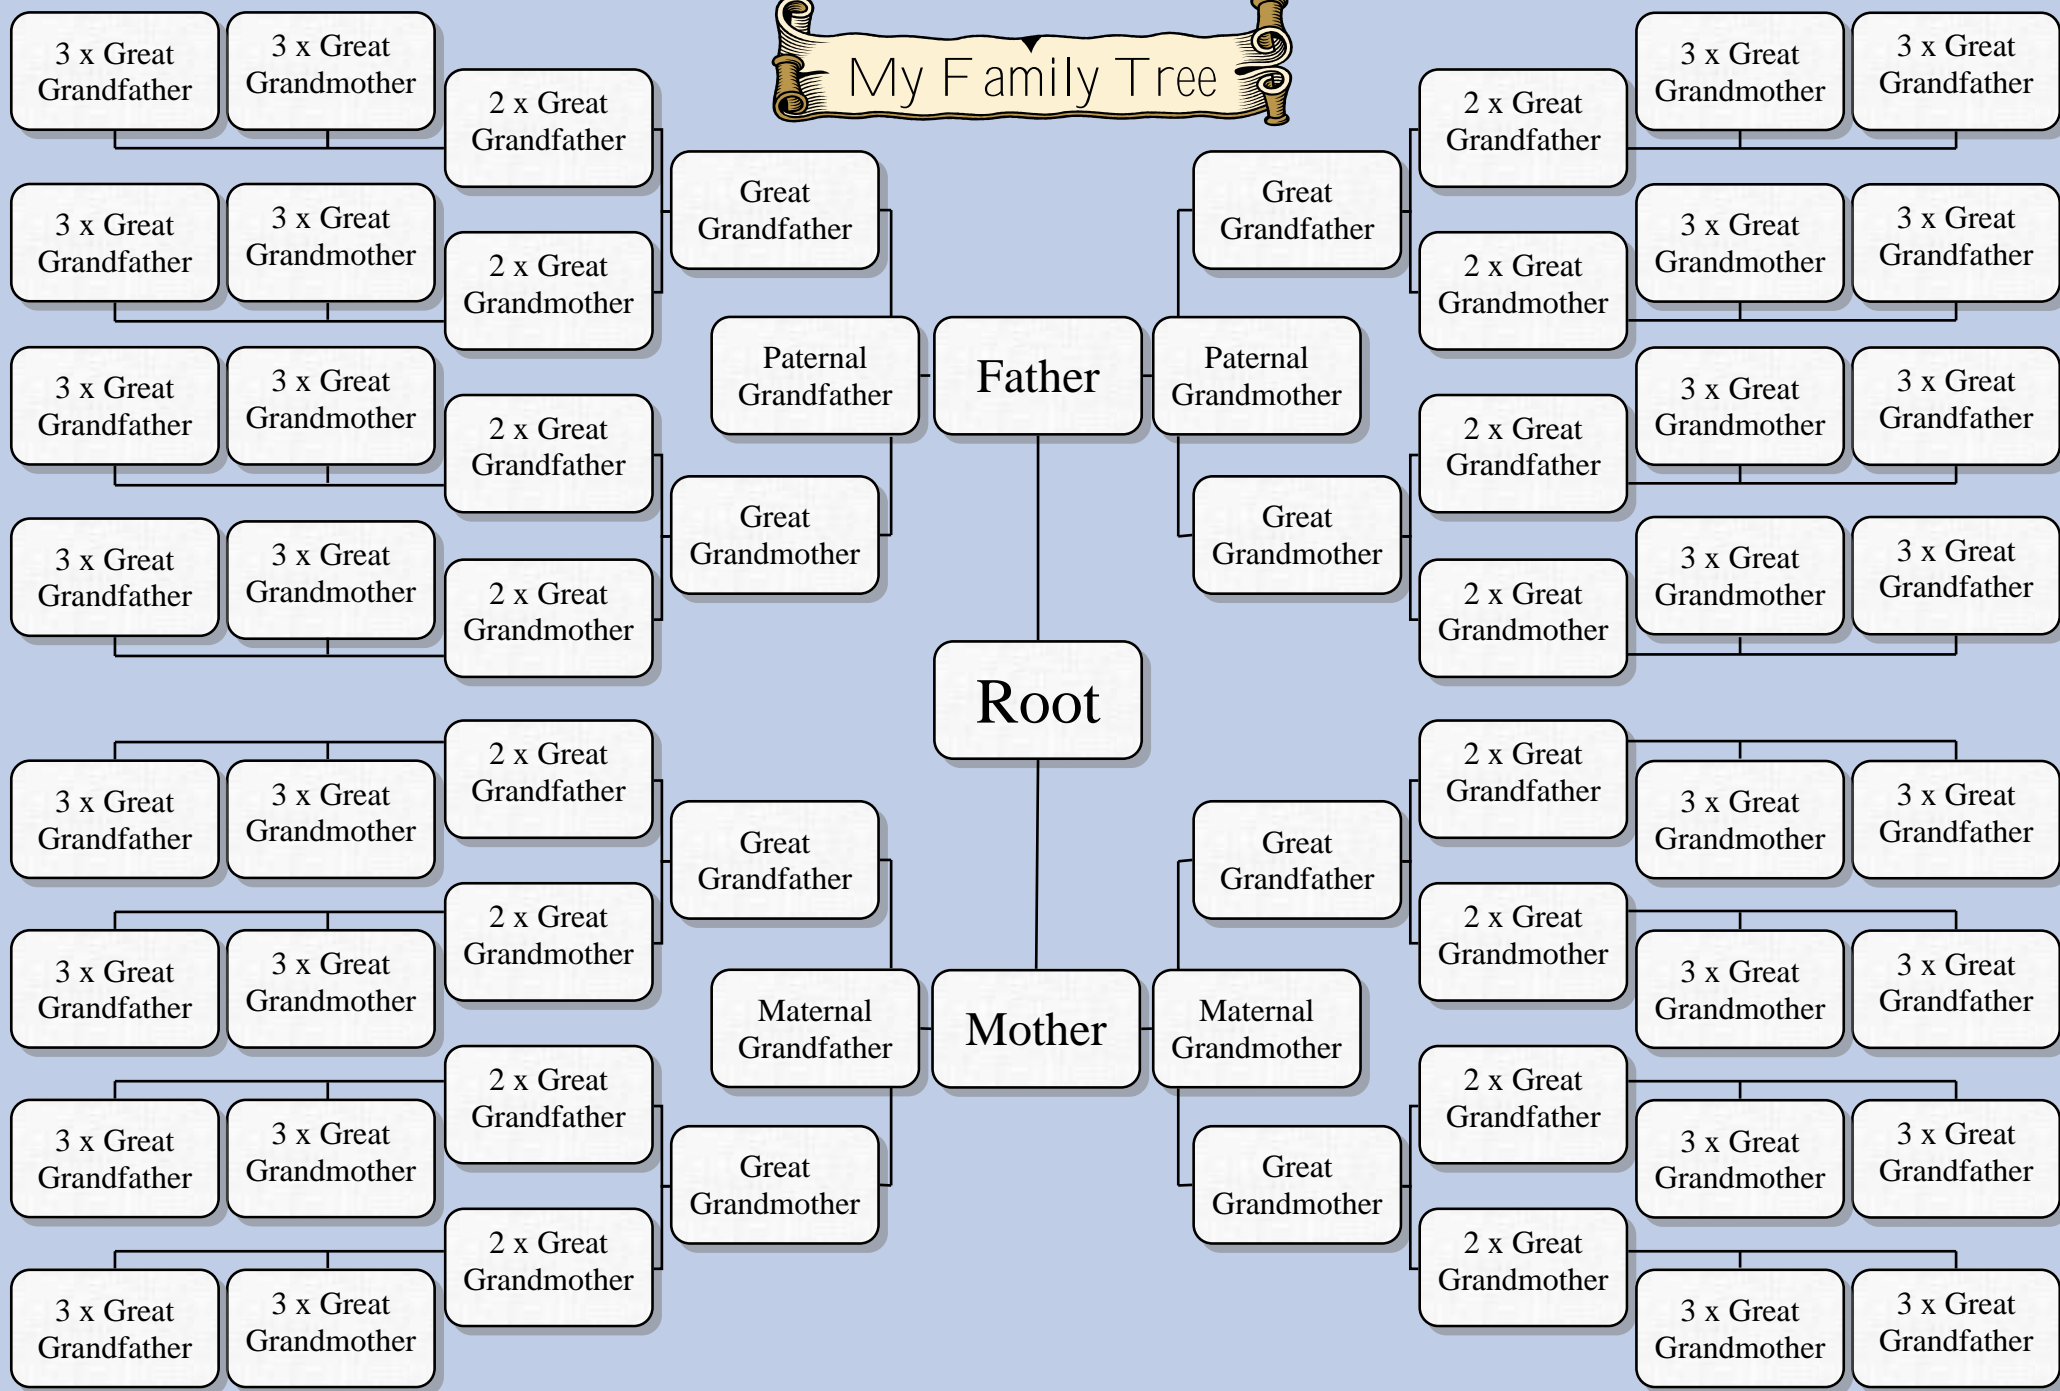 My Family Tree
3 x Great
Grandfather
3 x Great
Grandfather
3 x Great
Grandfather
3 x Great
Grandfather
3 x Great
Grandfather
3 x Great
Grandfather
3 x Great
Grandfather
3 x Great
Grandfather
3 x Great
Grandmother
3 x Great
Grandmother
3 x Great
Grandmother
3 x Great
Grandmother
3 x Great
Grandmother
3 x Great
Grandmother
3 x Great
Grandmother
3 x Great
Grandmother
2 x Great
Grandfather
2 x Great
Grandmother
2 x Great
Grandfather
2 x Great
Grandmother
2 x Great
Grandfather
2 x Great
Grandmother
2 x Great
Grandfather
2 x Great
Grandmother
Great
Grandfather
Paternal
Grandfather
Great
Grandmother
Great
Grandfather
Maternal
Grandfather
Great
Grandmother
Father
Root
Mother
Great
Grandfather
Paternal
Grandmother
Great
Grandmother
Great
Grandfather
Maternal
Grandmother
Great
Grandmother
2 x Great
Grandfather
2 x Great
Grandmother
2 x Great
Grandfather
2 x Great
Grandmother
2 x Great
Grandfather
2 x Great
Grandmother
2 x Great
Grandfather
2 x Great
Grandmother
3 x Great
Grandmother
3 x Great
Grandmother
3 x Great
Grandmother
3 x Great
Grandmother
3 x Great
Grandmother
3 x Great
Grandmother
3 x Great
Grandmother
3 x Great
Grandmother
3 x Great
Grandfather
3 x Great
Grandfather
3 x Great
Grandfather
3 x Great
Grandfather
3 x Great
Grandfather
3 x Great
Grandfather
3 x Great
Grandfather
3 x Great
Grandfather